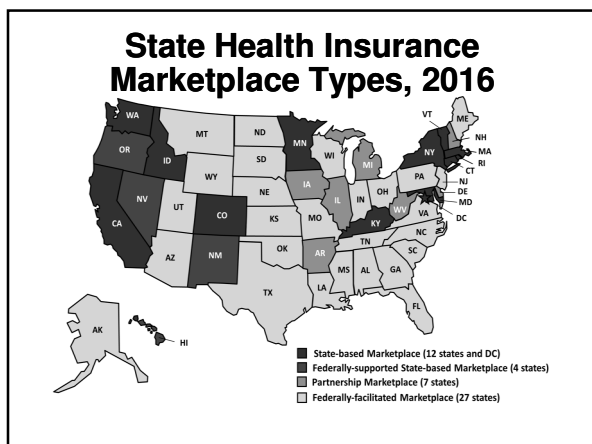 State Health Insurance
Marketplace Types, 2016
WA
MT
ND
MN
VT
ME
OR
ID
SD
WI
MI
NY
NH
MA
WY
RI
CT
NV
NE
IA
PA
NJ
UT
IL
IN
OH
DE
CA
CO
KS
MO
WV
VA
MD
KY
DC
NC
AZ
NM
OK
AR
TN
SC
MS
AL
GA
TX
LA
FL
AK
HI
State-based Marketplace (12 states and DC)
Federally-supported State-based Marketplace (4 states)
Partnership Marketplace (7 states)
Federally-facilitated Marketplace (27 states)